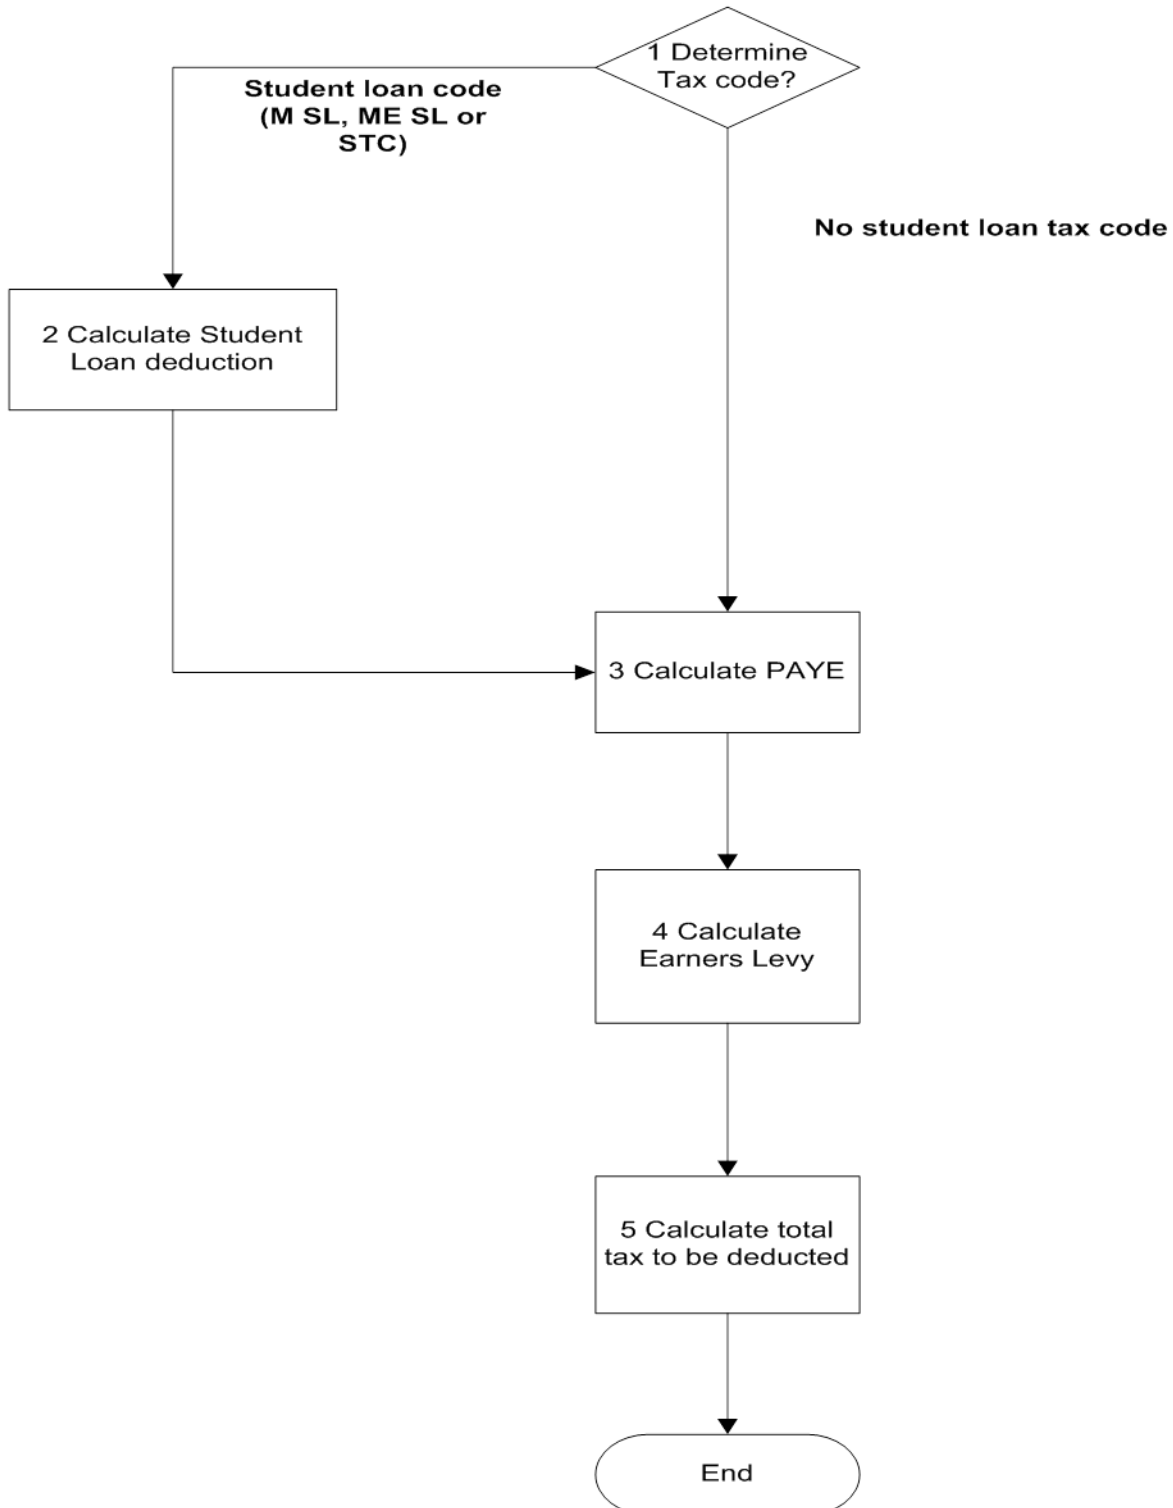 1 Determine
Tax code?
Student loan code
(M SL, ME SL or
STC)
No student loan tax code
2 Calculate Student
Loan deduction
3 Calculate PAYE
4 Calculate
Earners Levy
5 Calculate total
tax to be deducted
End